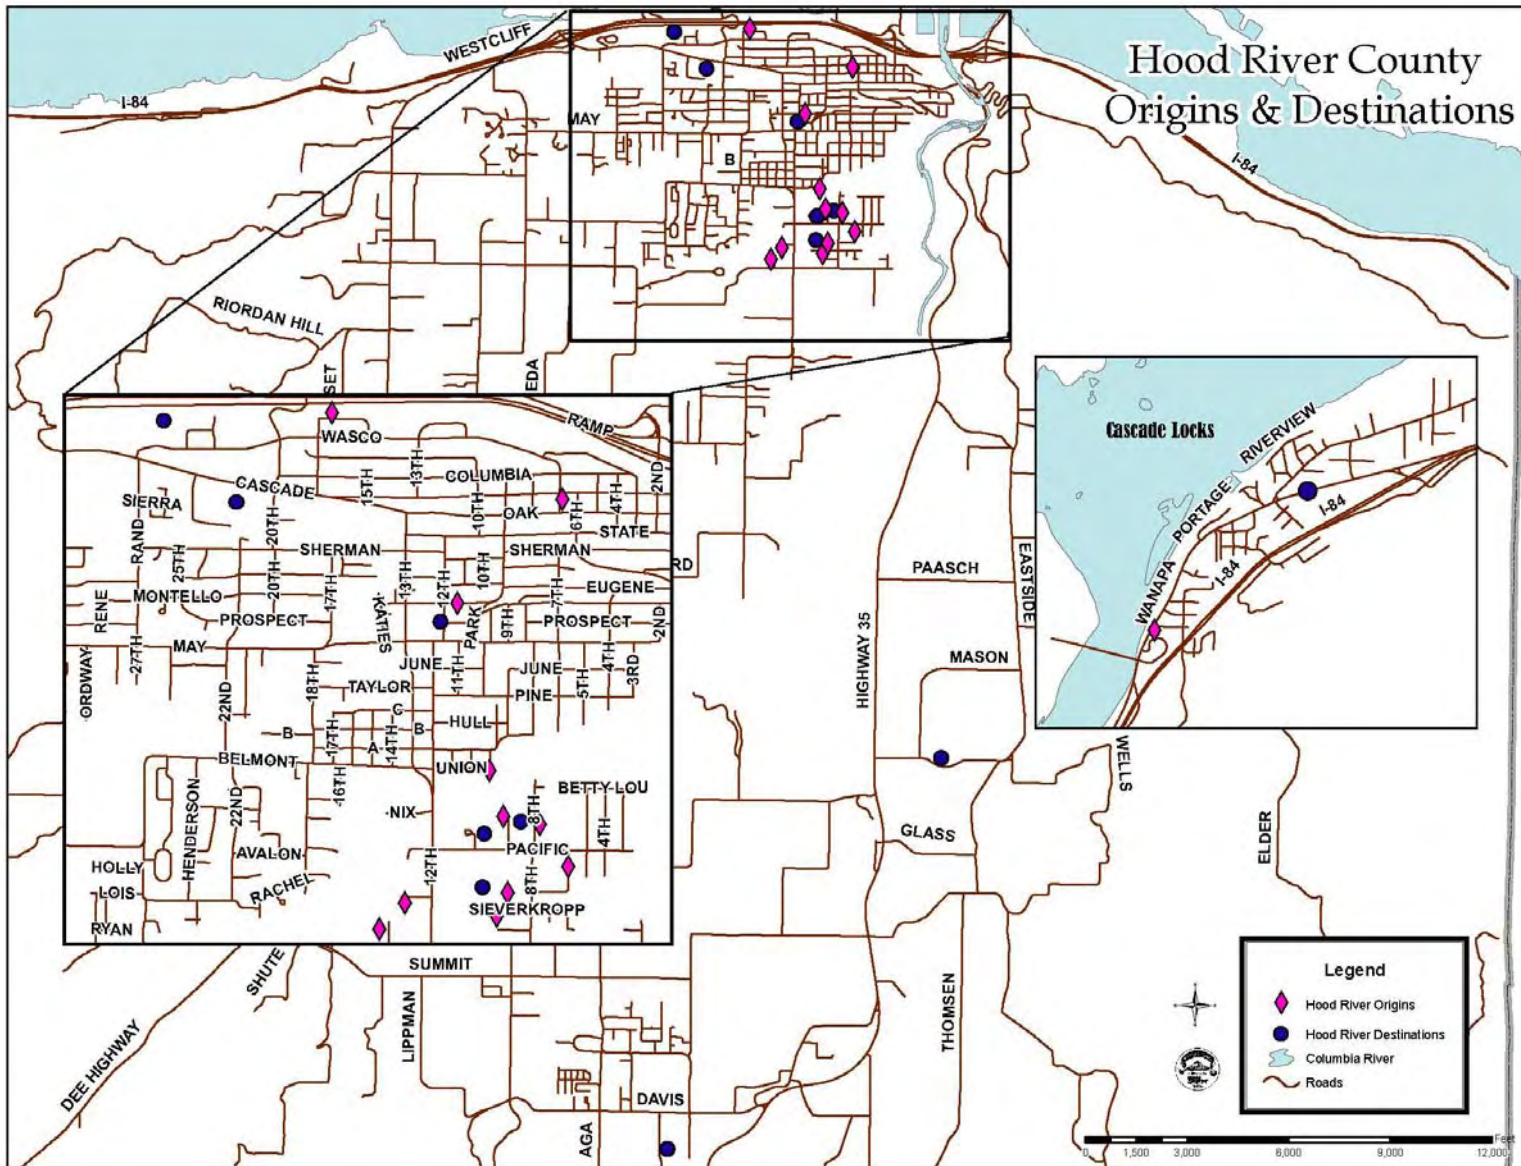 Hood River County
Origins & Destinations
WESTCLIFF
I-84
MAY
B
I-84
RIORDAN HILL
SET
EDA
RAMP
WASCO
13TH
COLUMBIA
15TH
2ND
CASCADE
SIERRA
10TH
OAK
6TH
4TH
20TH
STATE
RAND
SHERMAN
SHERMAN
RD
25TH
20TH
17TH
13TH
12TH
10TH
7TH
EUGENE
MONTELLO
RENE
PROSPECT
KATIES
PARK
9TH
PROSPECT
2ND
27TH
MAY
JUNE
11TH
JUNE
4TH
3RD
ORDWAY
22ND
18TH
TAYLOR
PINE
5TH
C
HULL
B
17TH
A
14TH
B
BELMONT
UNION
16TH
BETTY LOU
HENDERSON
22ND
NIX
8TH
4TH
AVALON
PACIFIC
HOLLY
12TH
LOIS
RACHEL
8TH
SIEVERKROPP
RYAN
Cascade Locks
RIVERVIEW
PORTAGE
I-84
WANAPA
I-84
PAASCH
EASTSIDE
HIGHWAY 35
MASON
WELLS
GLASS
ELDER
SUMMIT
SHUTE
LIPPMAN
THOMSEN
DEE HIGHWAY
DAVIS
AGA
Legend
Hood River Origins
Hood River Destinations
Columbia River
Roads
Feet
0 1,500 3,000 6,000 9,000 12,000